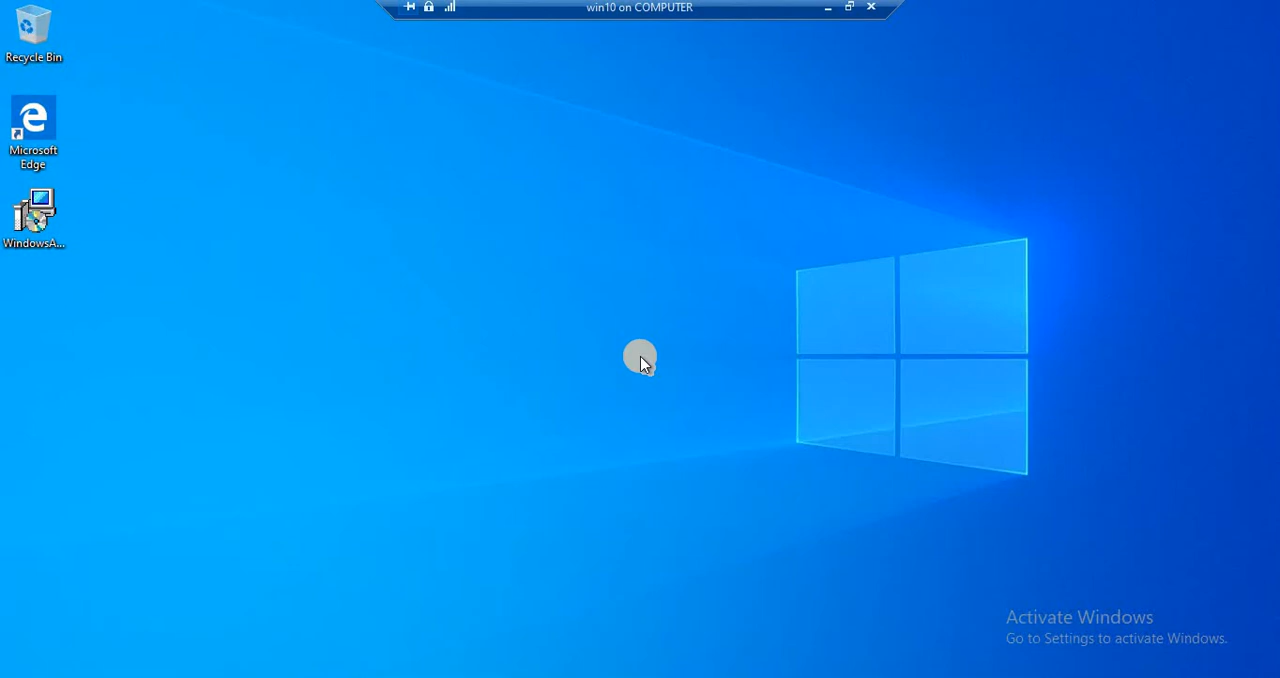 win10 on COMPUTER
Recycle Bin
Microsoft
Edge
WindowsA...
Activate Windows
Go to Settings to activate Windows.